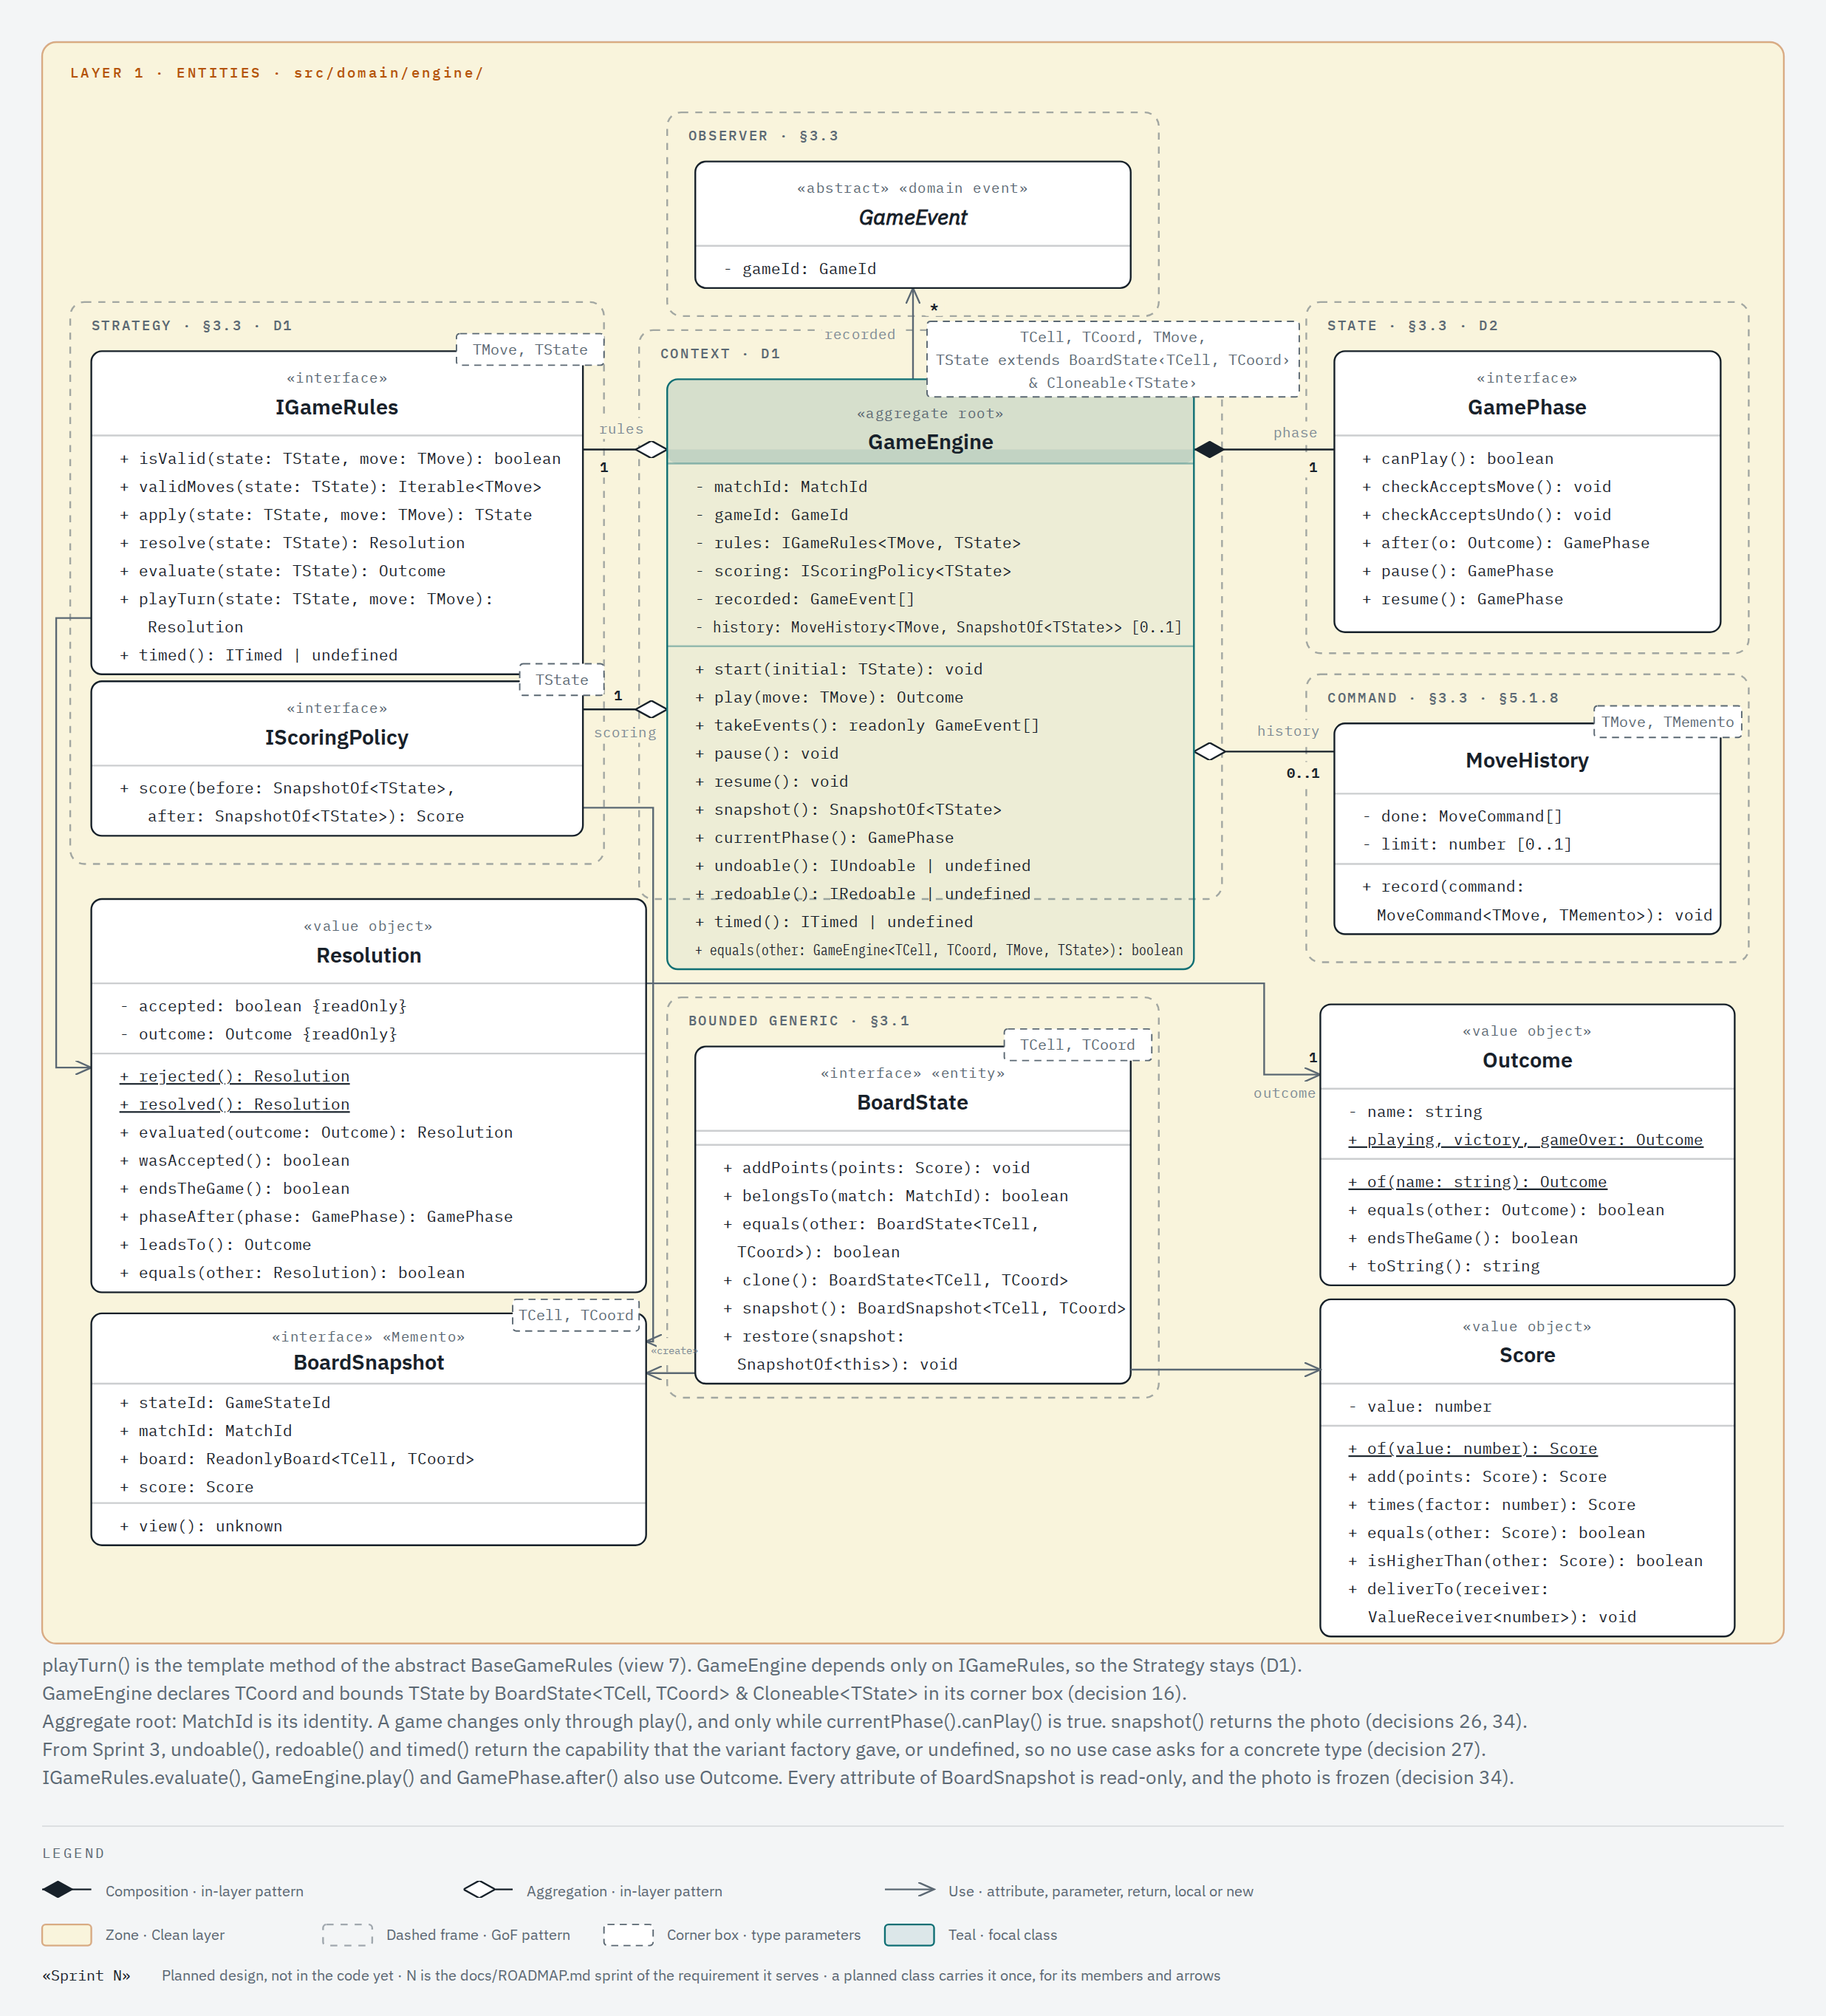 LAYER 1 · ENTITIES · src/domain/engine/
OBSERVER · §3.3
«abstract» «domain event»
GameEvent
- gameId: GameId
*
recorded
STRATEGY · §3.3 · D1
TMove, TState
«interface»
IGameRules
+ isValid(state: TState, move: TMove): boolean
+ validMoves(state: TState): Iterable<TMove>
+ apply(state: TState, move: TMove): TState
+ resolve(state: TState): Resolution
+ evaluate(state: TState): Outcome
+ playTurn(state: TState, move: TMove):
Resolution
+ timed(): ITimed | undefined
rules
1
TState
«interface»
IScoringPolicy
+ score(before: SnapshotOf<TState>,
after: SnapshotOf<TState>): Score
1
scoring
CONTEXT · D1
TCell, TCoord, TMove,
TState extends BoardState‹TCell, TCoord›
& Cloneable‹TState›
«aggregate root»
GameEngine
- matchId: MatchId
- gameId: GameId
- rules: IGameRules<TMove, TState>
- scoring: IScoringPolicy<TState>
- recorded: GameEvent[]
- history: MoveHistory<TMove, SnapshotOf<TState>> [0..1]
+ start(initial: TState): void
+ play(move: TMove): Outcome
+ takeEvents(): readonly GameEvent[]
+ pause(): void
+ resume(): void
+ snapshot(): SnapshotOf<TState>
+ currentPhase(): GamePhase
+ undoable(): IUndoable | undefined
+ redoable(): IRedoable | undefined
+ timed(): ITimed | undefined
+ equals(other: GameEngine<TCell, TCoord, TMove, TState>): boolean
STATE · §3.3 · D2
«interface»
GamePhase
+ canPlay(): boolean
+ checkAcceptsMove(): void
+ checkAcceptsUndo(): void
+ after(o: Outcome): GamePhase
+ pause(): GamePhase
+ resume(): GamePhase
phase
1
COMMAND · §3.3 · §5.1.8
TMove, TMemento
MoveHistory
- done: MoveCommand[]
- limit: number [0..1]
+ record(command:
MoveCommand<TMove, TMemento>): void
history
0..1
«value object»
Resolution
- accepted: boolean {readOnly}
- outcome: Outcome {readOnly}
+ rejected(): Resolution
+ resolved(): Resolution
+ evaluated(outcome: Outcome): Resolution
+ wasAccepted(): boolean
+ endsTheGame(): boolean
+ phaseAfter(phase: GamePhase): GamePhase
+ leadsTo(): Outcome
+ equals(other: Resolution): boolean
BOUNDED GENERIC · §3.1
TCell, TCoord
«interface» «entity»
BoardState
+ addPoints(points: Score): void
+ belongsTo(match: MatchId): boolean
+ equals(other: BoardState<TCell,
TCoord>): boolean
+ clone(): BoardState<TCell, TCoord>
+ snapshot(): BoardSnapshot<TCell, TCoord>
+ restore(snapshot:
SnapshotOf<this>): void
1
outcome
«value object»
Outcome
- name: string
+ playing, victory, gameOver: Outcome
+ of(name: string): Outcome
+ equals(other: Outcome): boolean
+ endsTheGame(): boolean
+ toString(): string
TCell, TCoord
«interface» «Memento»
BoardSnapshot
+ stateId: GameStateId
+ matchId: MatchId
+ board: ReadonlyBoard<TCell, TCoord>
+ score: Score
+ view(): unknown
«create»
«value object»
Score
- value: number
+ of(value: number): Score
+ add(points: Score): Score
+ times(factor: number): Score
+ equals(other: Score): boolean
+ isHigherThan(other: Score): boolean
+ deliverTo(receiver:
ValueReceiver<number>): void
playTurn() is the template method of the abstract BaseGameRules (view 7). GameEngine depends only on IGameRules, so the Strategy stays (D1).
GameEngine declares TCoord and bounds TState by BoardState<TCell, TCoord> & Cloneable<TState> in its corner box (decision 16).
Aggregate root: MatchId is its identity. A game changes only through play(), and only while currentPhase().canPlay() is true. snapshot() returns the photo (decisions 26, 34).
From Sprint 3, undoable(), redoable() and timed() return the capability that the variant factory gave, or undefined, so no use case asks for a concrete type (decision 27).
IGameRules.evaluate(), GameEngine.play() and GamePhase.after() also use Outcome. Every attribute of BoardSnapshot is read-only, and the photo is frozen (decision 34).
LEGEND
Composition · in-layer pattern
Aggregation · in-layer pattern
Use · attribute, parameter, return, local or new
Zone · Clean layer
Dashed frame · GoF pattern
Corner box · type parameters
Teal · focal class
«Sprint N» Planned design, not in the code yet · N is the docs/ROADMAP.md sprint of the requirement it serves · a planned class carries it once, for its members and arrows